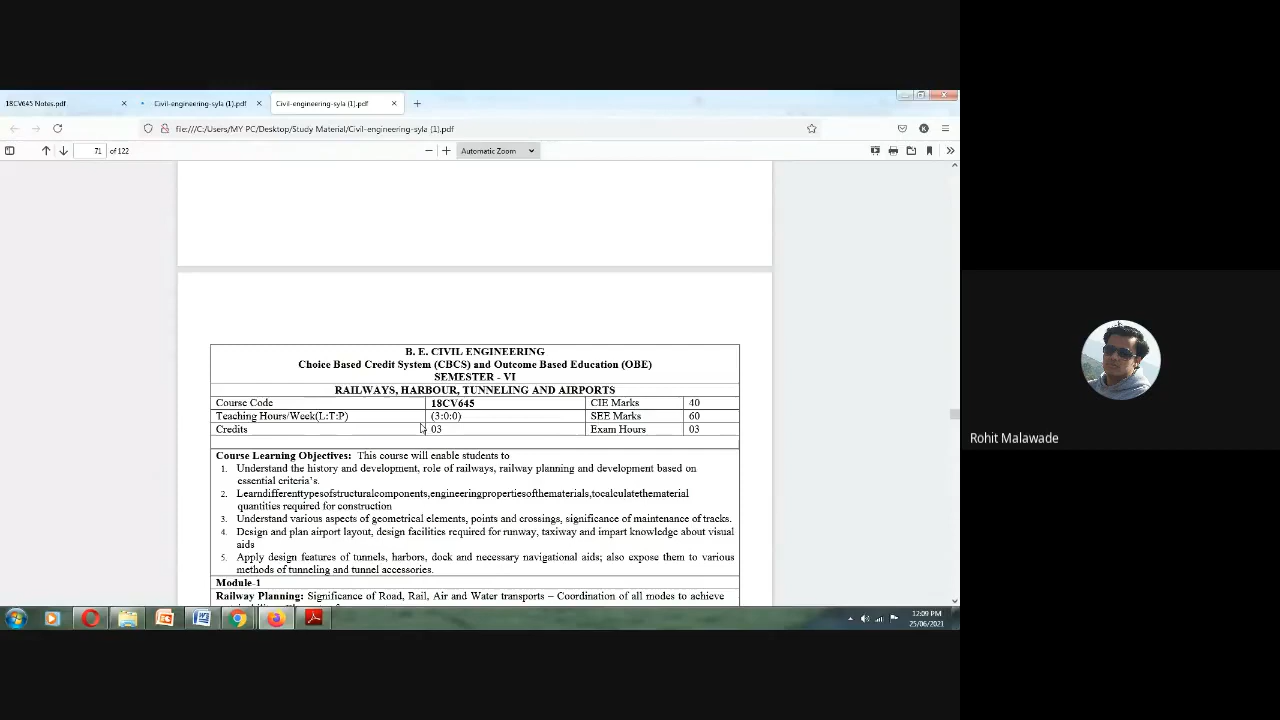 18CV645 Notes.pdf
Civil-engineering-syla (1).pdf
Civil-engineering-syla (1).pdf
file:///C:/Users/MY PC/Desktop/Study Material/Civil-engineering-syla (1).pdf
K
71 of 122
Automatic Zoom
B. E. CIVIL ENGINEERING
Choice Based Credit System (CBCS) and Outcome Based Education (OBE)
SEMESTER - VI
RAILWAYS, HARBOUR, TUNNELING AND AIRPORTS
Course Code 18CV645 CIE Marks 40
Teaching Hours/Week(L:T:P) (3:0:0) SEE Marks 60
Credits 03 Exam Hours 03
Course Learning Objectives: This course will enable students to
1. Understand the history and development, role of railways, railway planning and development based on
essential criteria's.
2. Learndifferenttypesofstructuralcomponents,engineeringpropertiesofthematerials,tocalculatethematerial
quantities required for construction
3. Understand various aspects of geometrical elements, points and crossings, significance of maintenance of tracks.
4. Design and plan airport layout, design facilities required for runway, taxiway and impart knowledge about visual
aids
5. Apply design features of tunnels, harbors, dock and necessary navigational aids; also expose them to various
methods of tunneling and tunnel accessories.
Module-1
Railway Planning: Significance of Road, Rail, Air and Water transports – Coordination of all modes to achieve
12:09 PM
25/06/2021
Rohit Malawade